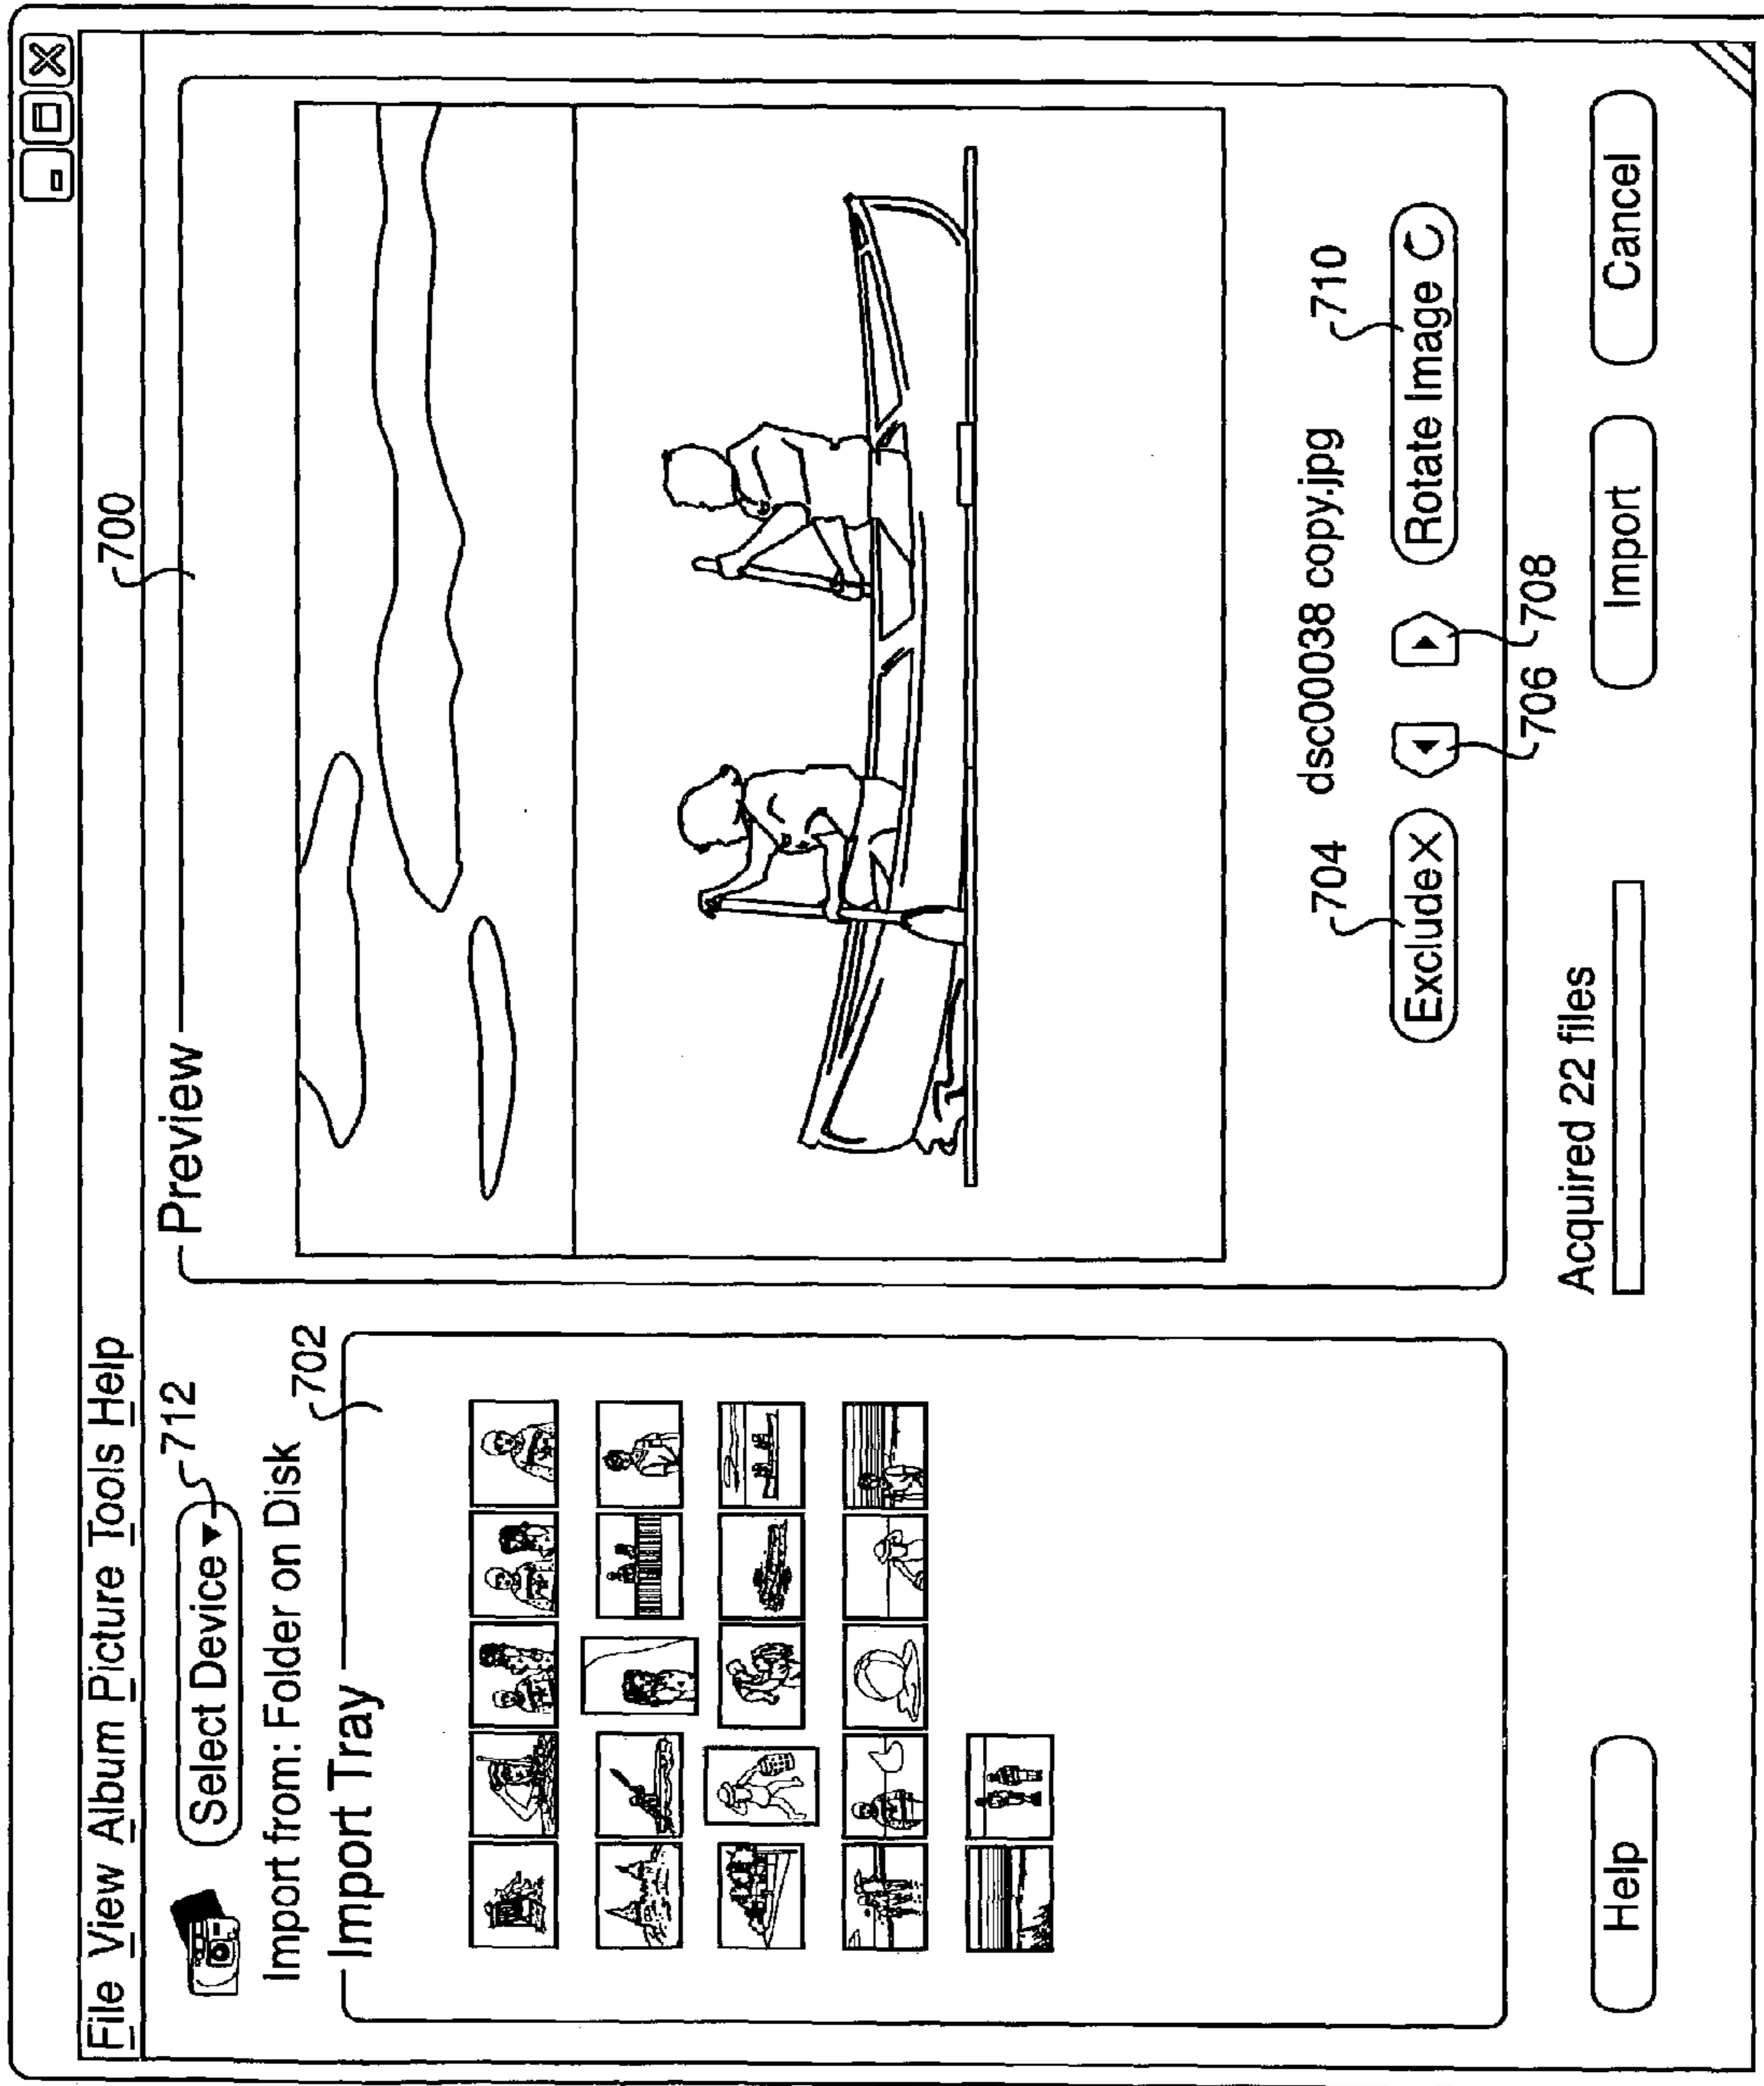 File View Album Picture Tools Help
700
Select Device
712
Import from: Folder on Disk
702
Import Tray
Preview
dsc00038 copy.jpg
704
710
Exclude X
Rotate Image
706
708
Acquired 22 files
Help
Import
Cancel